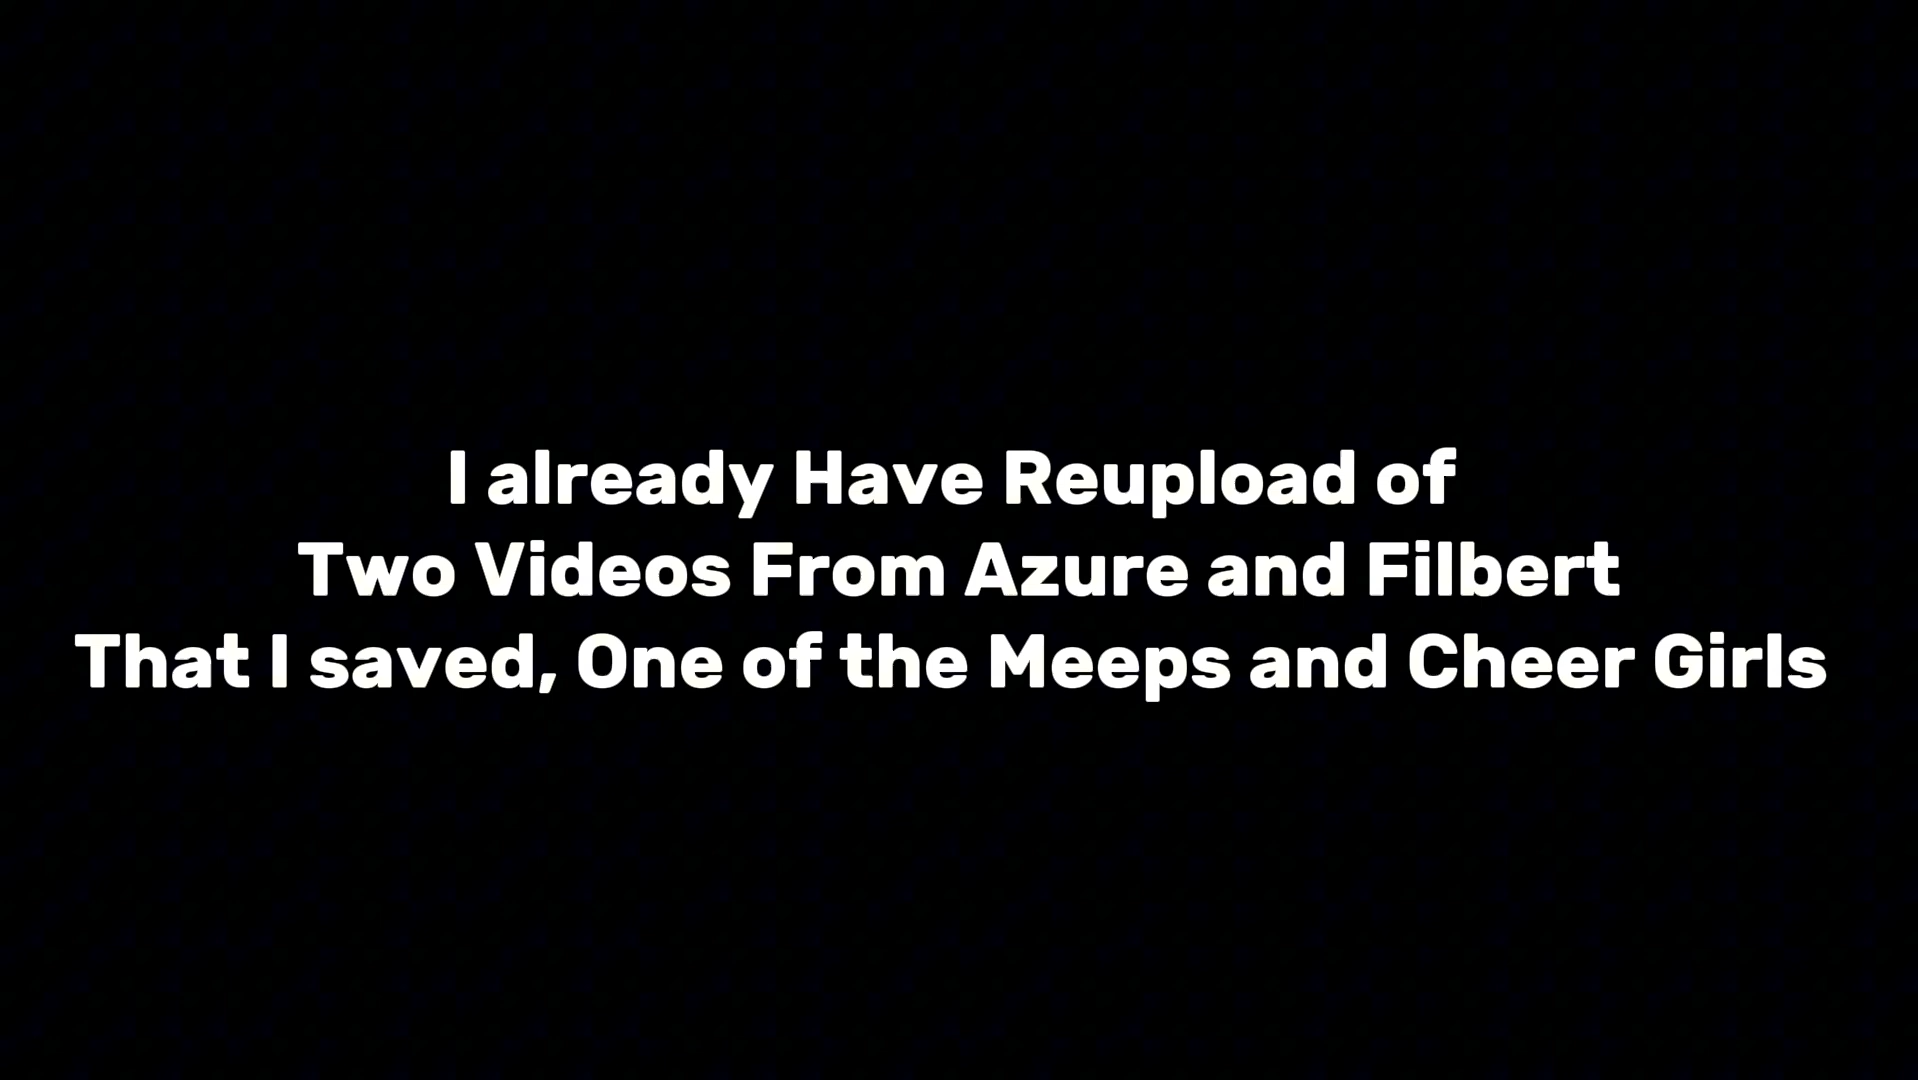 I already Have Reupload of
Two Videos From Azure and Filbert
That I saved, One of the Meeps and Cheer Girls